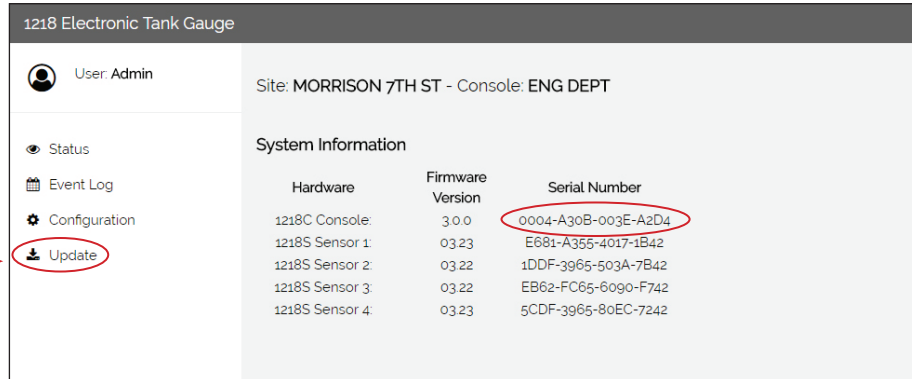 1218 Electronic Tank Gauge
User: Admin
Site: MORRISON 7TH ST - Console: ENG DEPT
Status
Event Log
Configuration
Update
System Information
Hardware Firmware Version Serial Number
1218C Console: 3.0.0 0004-A30B-003E-A2D4
1218S Sensor 1: 03.23 E681-A355-4017-1B42
1218S Sensor 2: 03.22 1DDF-3965-503A-7B42
1218S Sensor 3: 03.22 EB62-FC65-6090-F742
1218S Sensor 4: 03.23 5CDF-3965-80EC-7242